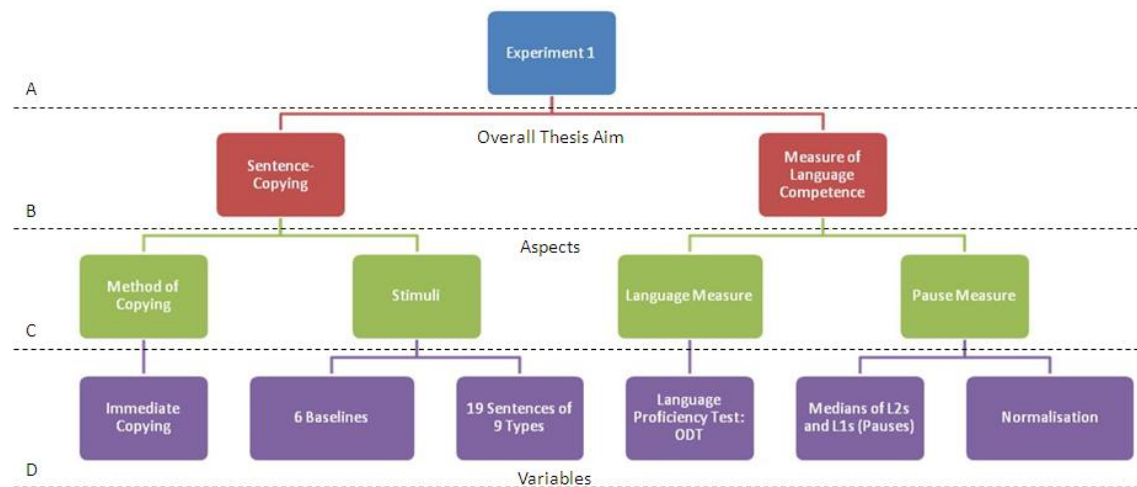 Experiment 1
A
Overall Thesis Aim
Sentence-
Copying
Measure of
Language
Competence
B
Aspects
Method of
Copying
Stimuli
Language Measure
Pause Measure
C
Immediate
Copying
6 Baselines
19 Sentences of
9 Types
Language
Proficiency Test:
ODT
Medians of L2s
and L1s (Pauses)
Normalisation
D
Variables